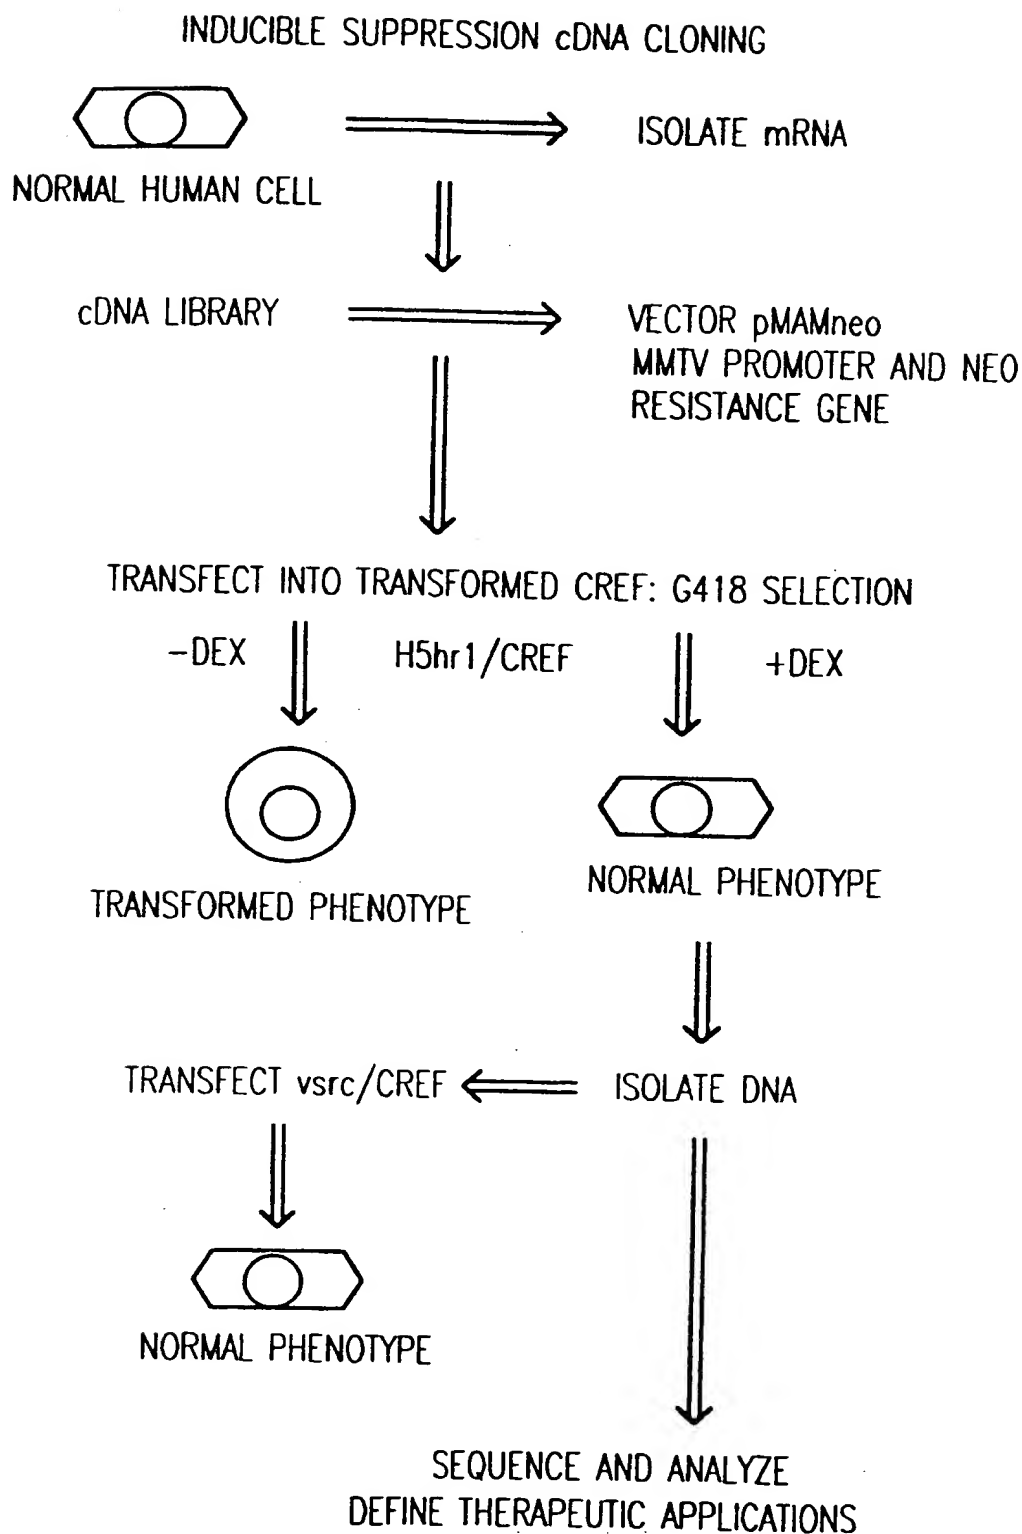 INDUCIBLE SUPPRESSION cDNA CLONING
ISOLATE mRNA
NORMAL HUMAN CELL
cDNA LIBRARY
VECTOR pMAMneo
MMTV PROMOTER AND NEO
RESISTANCE GENE
TRANSFECT INTO TRANSFORMED CREF: G418 SELECTION
-DEX
H5hr1/CREF
+DEX
TRANSFORMED PHENOTYPE
NORMAL PHENOTYPE
TRANSFECT vsrc/CREF
ISOLATE DNA
NORMAL PHENOTYPE
SEQUENCE AND ANALYZE
DEFINE THERAPEUTIC APPLICATIONS